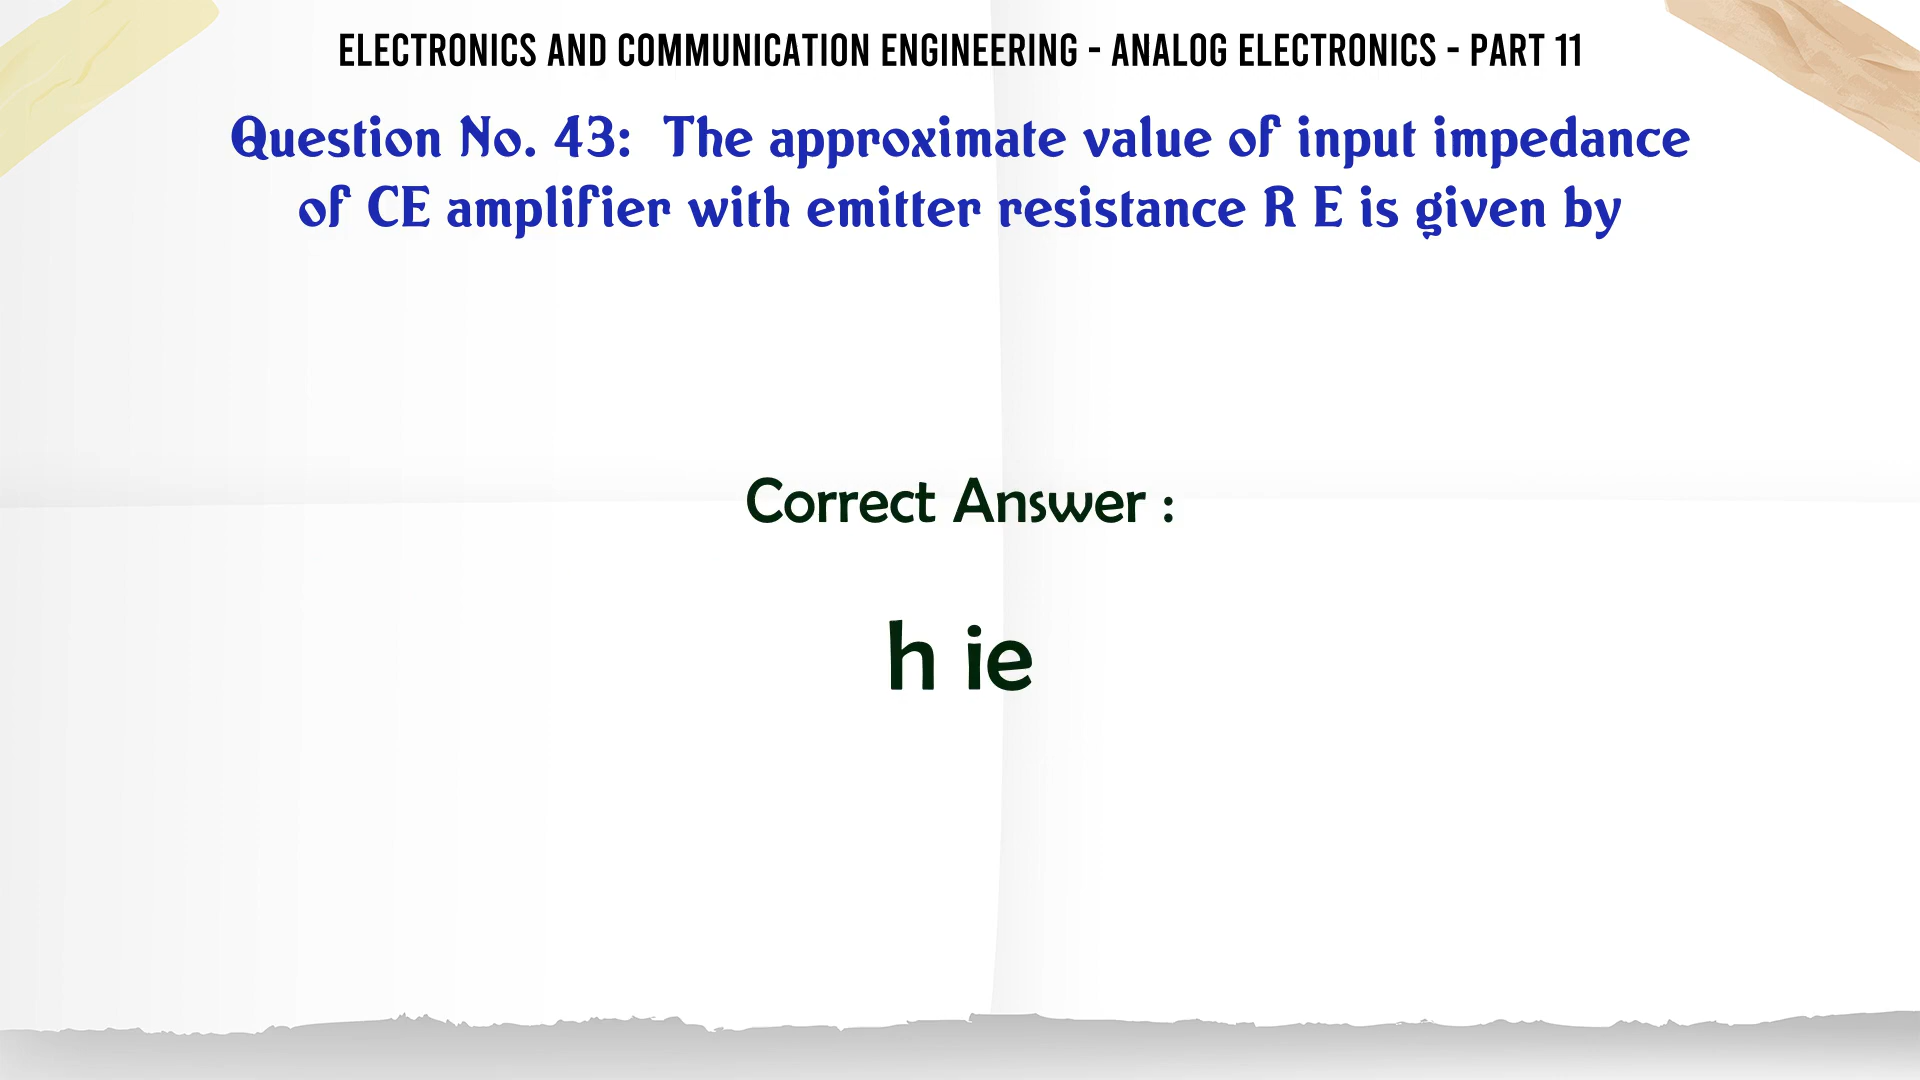 ELECTRONICS AND COMMUNICATION ENGINEERING - ANALOG ELECTRONICS - PART 11
Question No. 43: The approximate value of input impedance
of CE amplifier with emitter resistance R E is given by
Correct Answer :
h ie